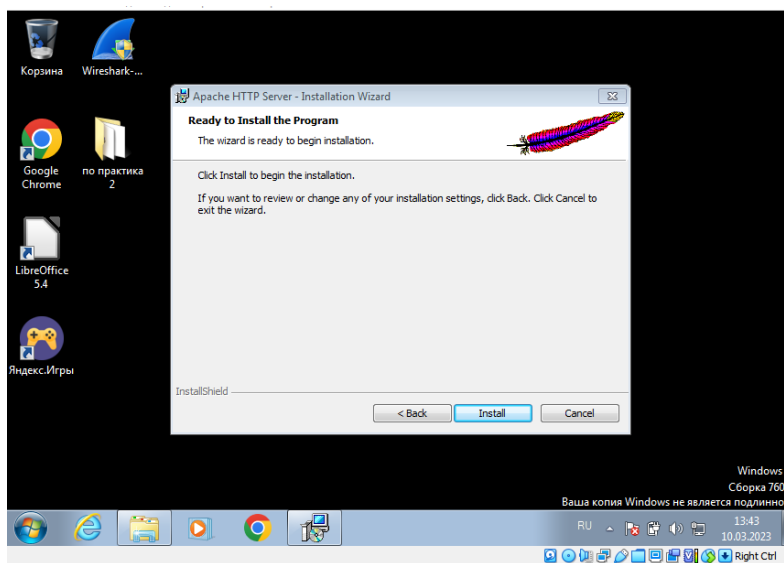 Корзина
Wireshark-...
Google
Chrome
по практика
2
LibreOffice
5.4
Яндекс.Игры
Apache HTTP Server - Installation Wizard
Ready to Install the Program
The wizard is ready to begin installation.
Click Install to begin the installation.
If you want to review or change any of your installation settings, click Back. Click Cancel to
exit the wizard.
InstallShield
< Back
Install
Cancel
Windows
Сборка 760
Ваша копия Windows не является подлинно
RU
13:43
10.03.2023
Right Ctrl